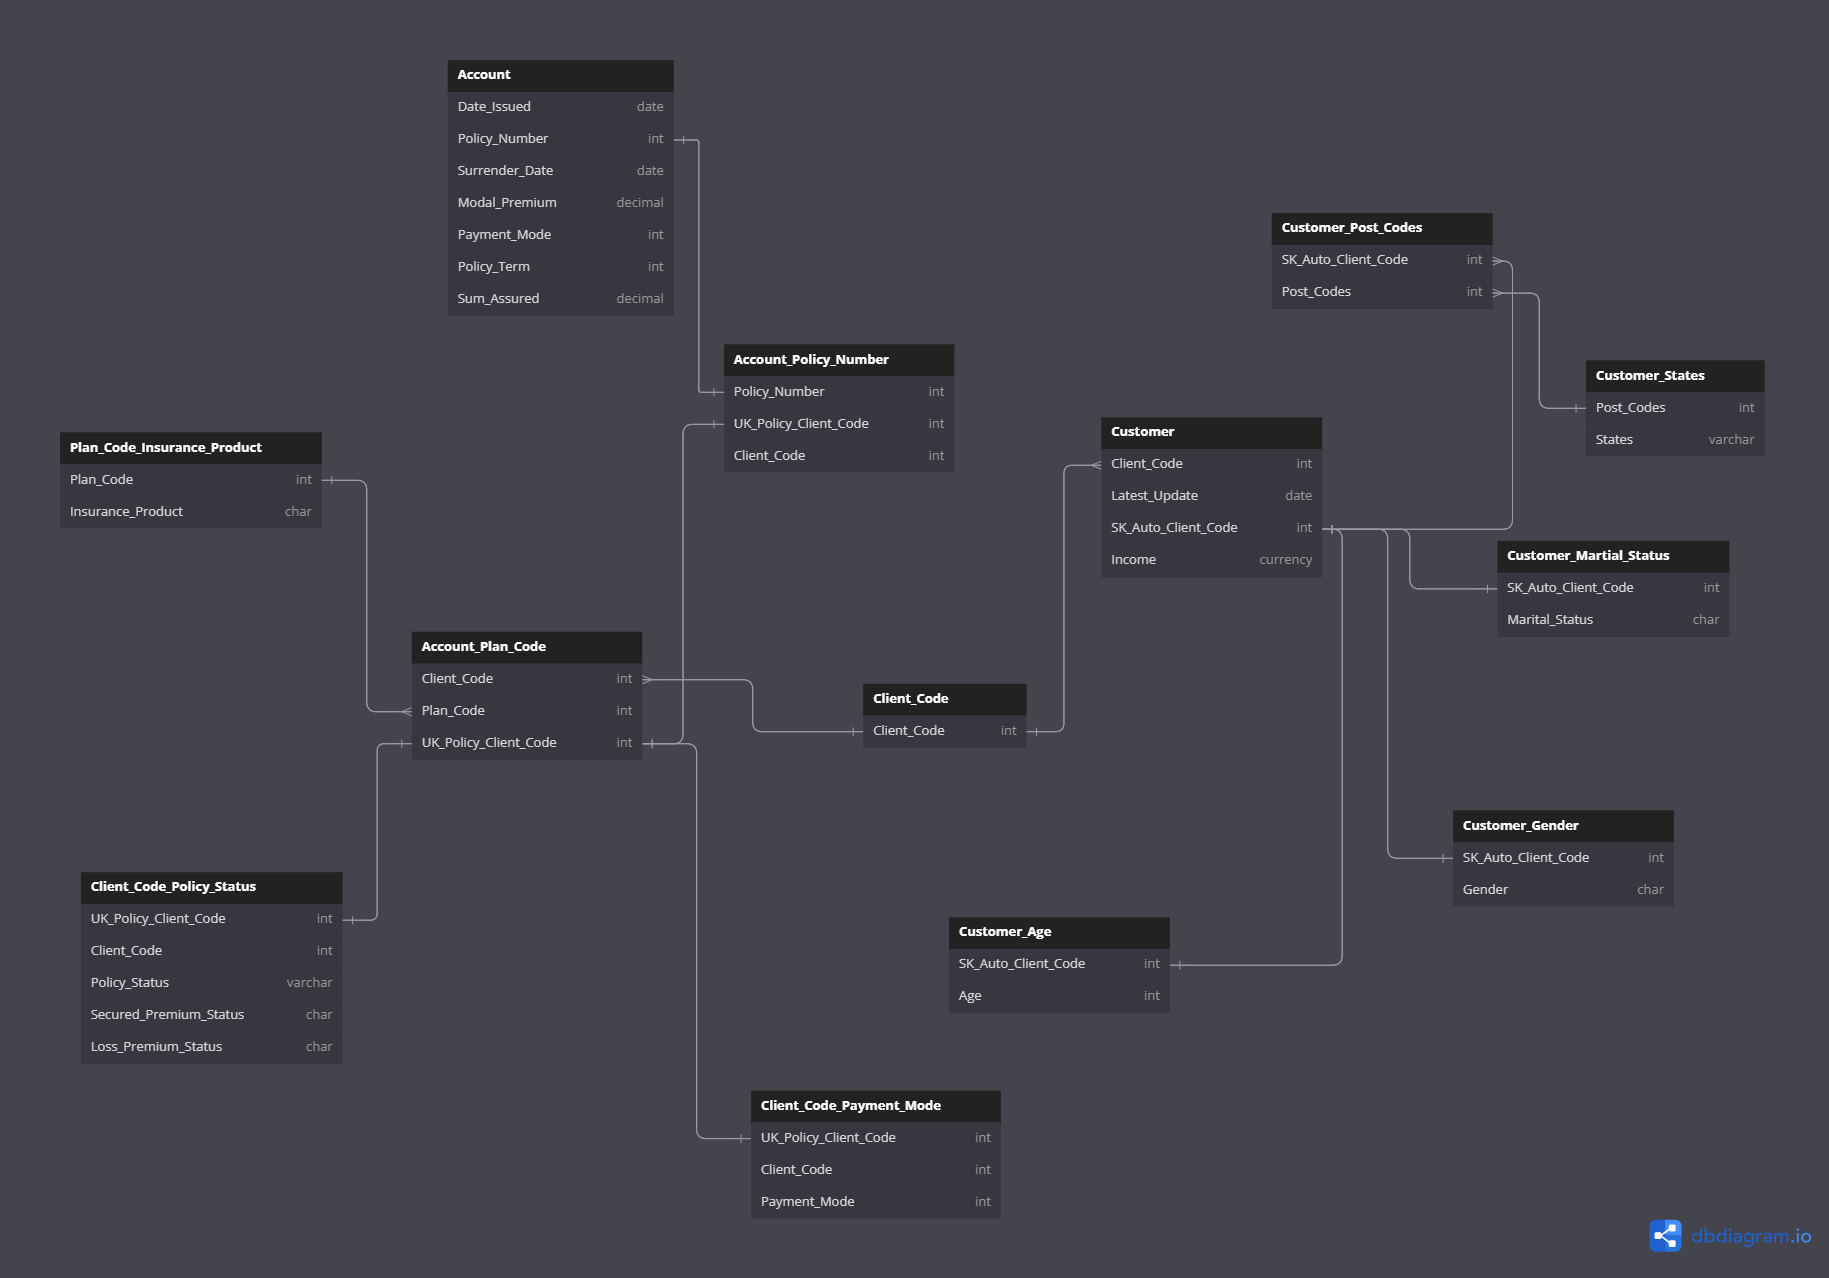 Account
Date_Issued date
Policy_Number int
Surrender_Date date
Modal_Premium decimal
Payment_Mode int
Policy_Term int
Sum_Assured decimal
Customer_Post_Codes
SK_Auto_Client_Code int
Post_Codes int
Account_Policy_Number
Policy_Number int
UK_Policy_Client_Code int
Client_Code int
Customer_States
Post_Codes int
States varchar
Customer
Client_Code int
Latest_Update date
SK_Auto_Client_Code int
Income currency
Plan_Code_Insurance_Product
Plan_Code int
Insurance_Product char
Customer_Martial_Status
SK_Auto_Client_Code int
Marital_Status char
Account_Plan_Code
Client_Code int
Plan_Code int
UK_Policy_Client_Code int
Client_Code
Client_Code int
Customer_Gender
SK_Auto_Client_Code int
Gender char
Client_Code_Policy_Status
UK_Policy_Client_Code int
Client_Code int
Policy_Status varchar
Secured_Premium_Status char
Loss_Premium_Status char
Customer_Age
SK_Auto_Client_Code int
Age int
Client_Code_Payment_Mode
UK_Policy_Client_Code int
Client_Code int
Payment_Mode int
dbdiagram.io